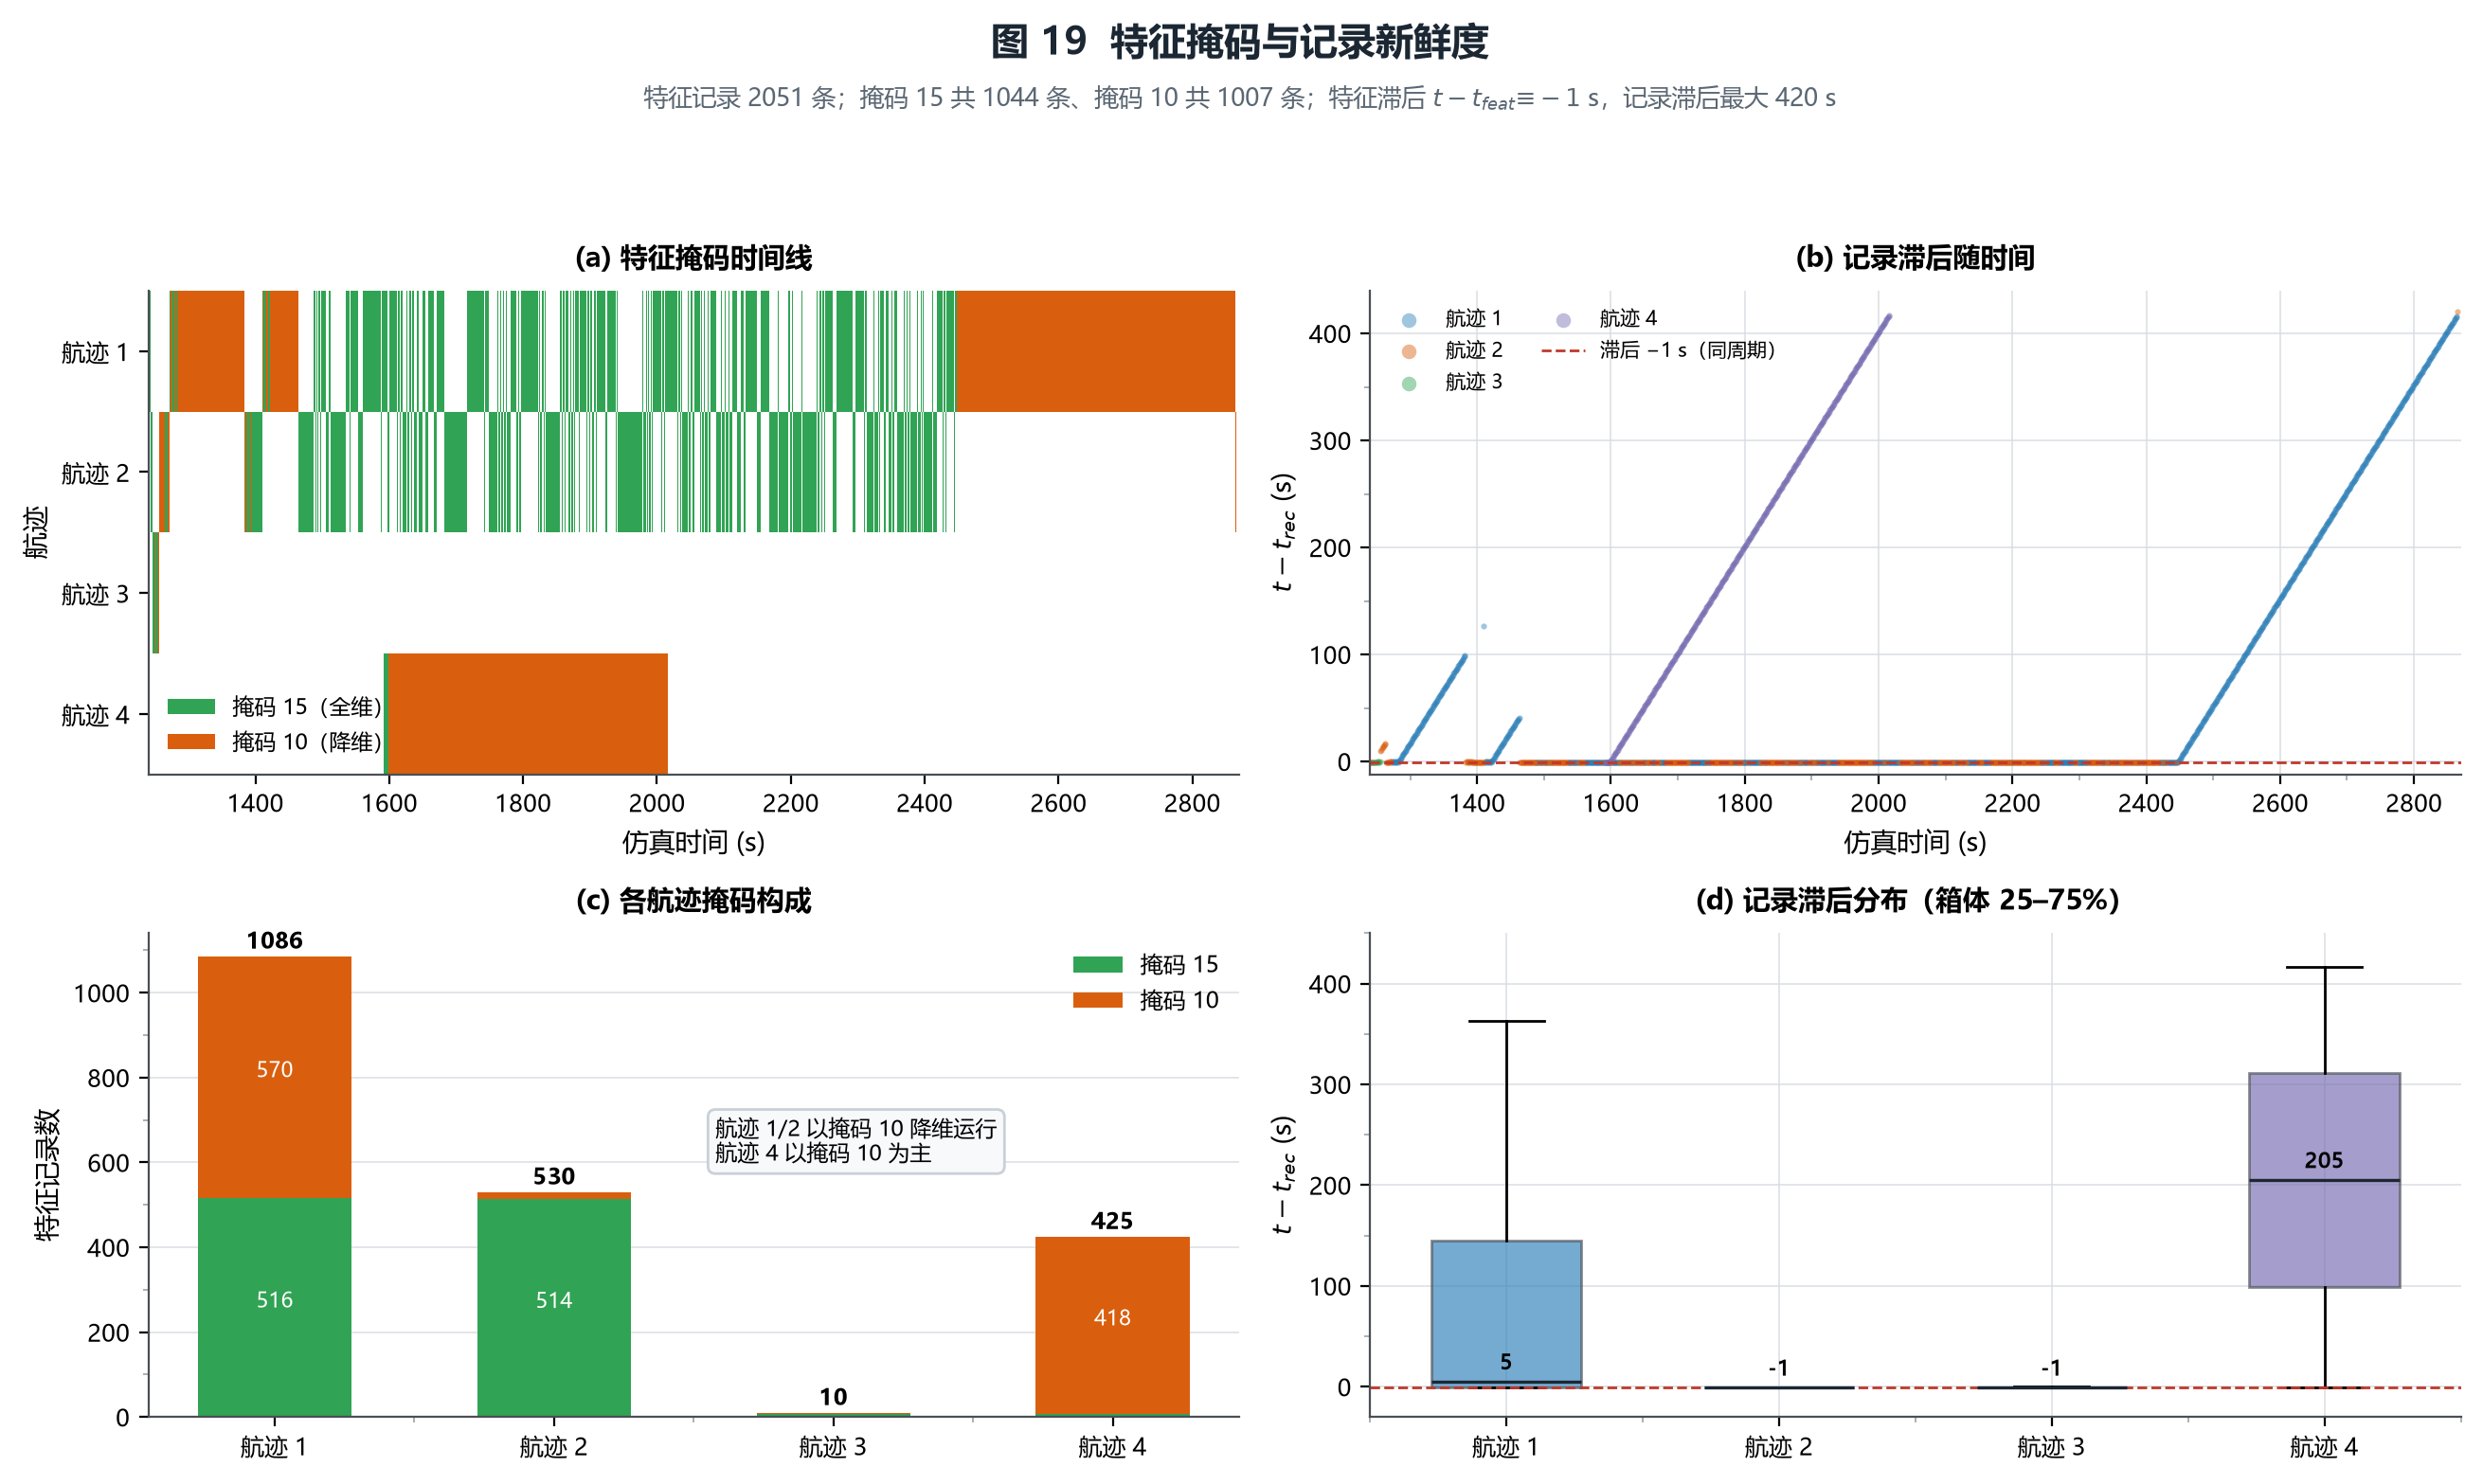 图 19 特征掩码与记录新鲜度
特征记录 2051 条；掩码 15 共 1044 条、掩码 10 共 1007 条；特征滞后 t − t_feat ≡ − 1 s，记录滞后最大 420 s
(a) 特征掩码时间线
航迹
航迹 1
航迹 2
航迹 3
航迹 4
掩码 15（全维）
掩码 10（降维）
1400 1600 1800 2000 2200 2400 2600 2800
仿真时间 (s)
(b) 记录滞后随时间
t − t_rec (s)
400
300
200
100
0
航迹 1
航迹 2
航迹 3
航迹 4
滞后 −1 s（同周期）
1400 1600 1800 2000 2200 2400 2600 2800
仿真时间 (s)
(c) 各航迹掩码构成
特征记录数
1000
800
600
400
200
0
1086
570
516
530
514
10
425
418
掩码 15
掩码 10
航迹 1/2 以掩码 10 降维运行
航迹 4 以掩码 10 为主
航迹 1 航迹 2 航迹 3 航迹 4
(d) 记录滞后分布（箱体 25–75%）
t − t_rec (s)
400
300
200
100
0
5
-1
-1
205
航迹 1 航迹 2 航迹 3 航迹 4